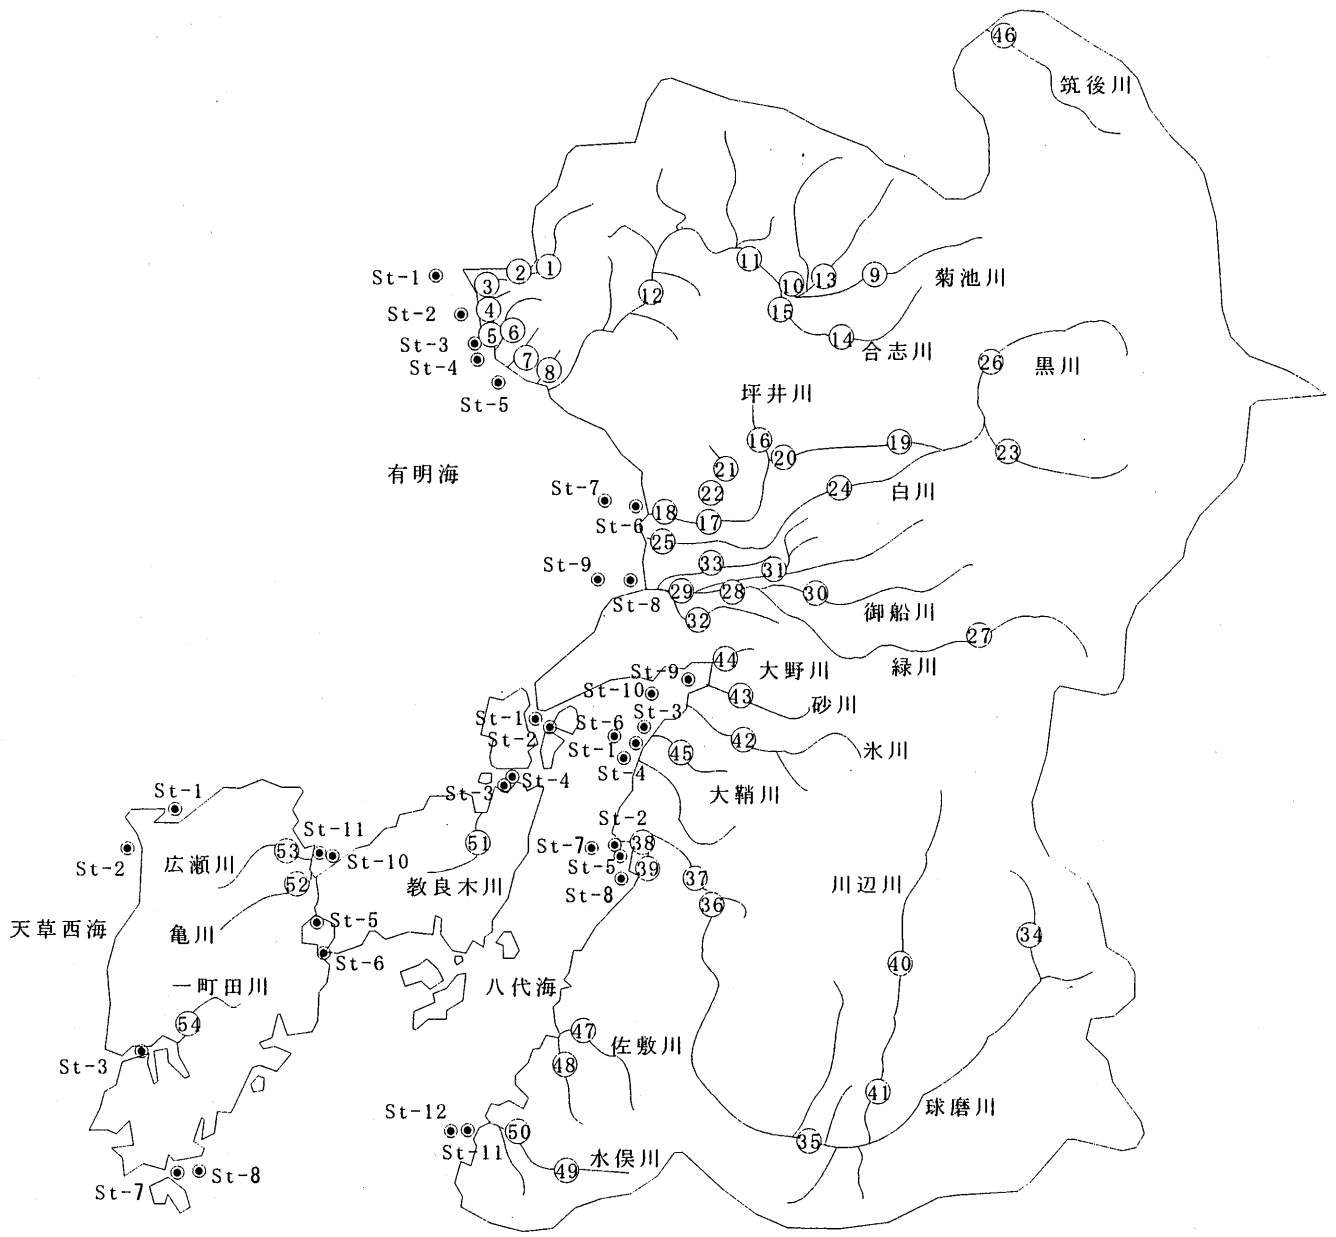 46
筑後川
St-1
1
2
3
11
10
13
9
菊池川
St-2
4
12
15
5
6
14
合志川
St-3
St-4
7
8
26
黒川
St-5
坪井川
16
20
19
23
有明海
21
22
24
白川
St-7
St-6
18
17
25
33
31
St-9
St-8
29
28
30
御船川
32
27
緑川
44
大野川
St-9
St-10
43
砂川
St-1
St-2
St-6
St-3
42
氷川
St-1
St-4
45
大鞘川
St-3
St-4
St-1
St-2
広瀬川
53
St-11
St-10
51
教良木川
52
St-2
St-7
38
St-5
39
St-8
37
36
川辺川
天草西海
亀川
St-5
St-6
34
40
一町田川
54
八代海
St-3
47
佐敷川
48
41
球磨川
St-12
St-11
50
35
49
水俣川
St-7
St-8